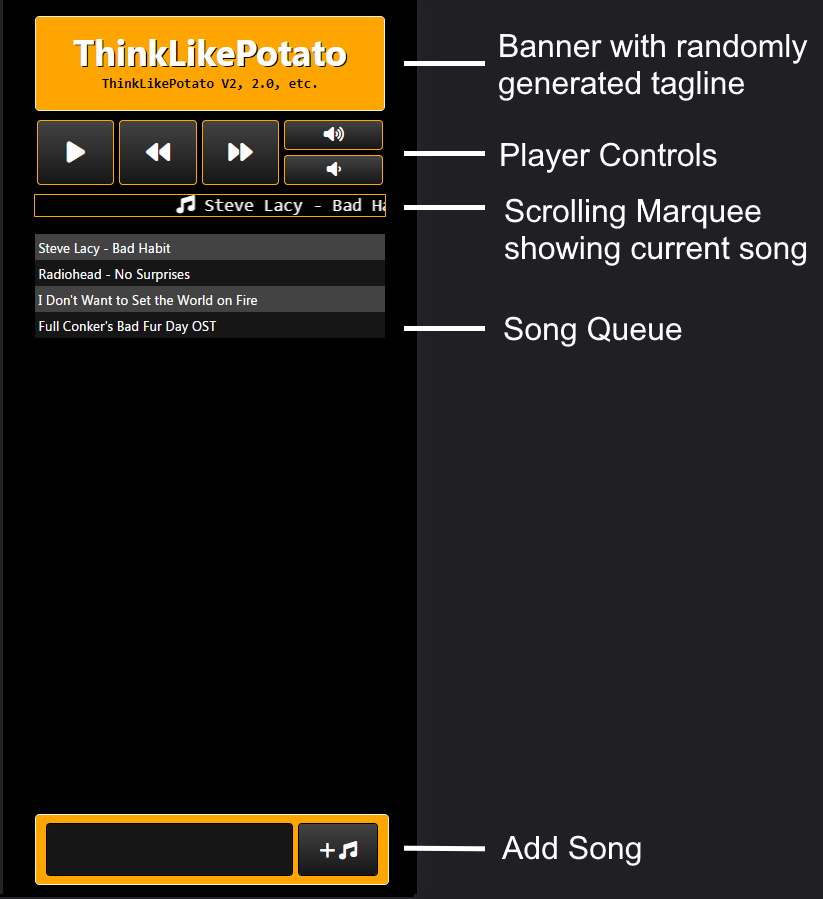 ThinkLikePotato
ThinkLikePotato V2, 2.0, etc.
Banner with randomly
generated tagline
Player Controls
Steve Lacy - Bad Ha
Scrolling Marquee
showing current song
Steve Lacy - Bad Habit
Radiohead - No Surprises
I Don't Want to Set the World on Fire
Full Conker's Bad Fur Day OST
Song Queue
+
Add Song